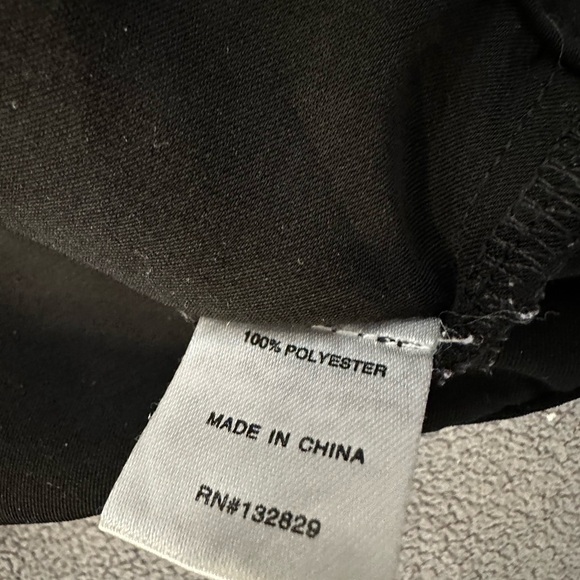 100% POLYESTER
MADE IN CHINA
RN#132829